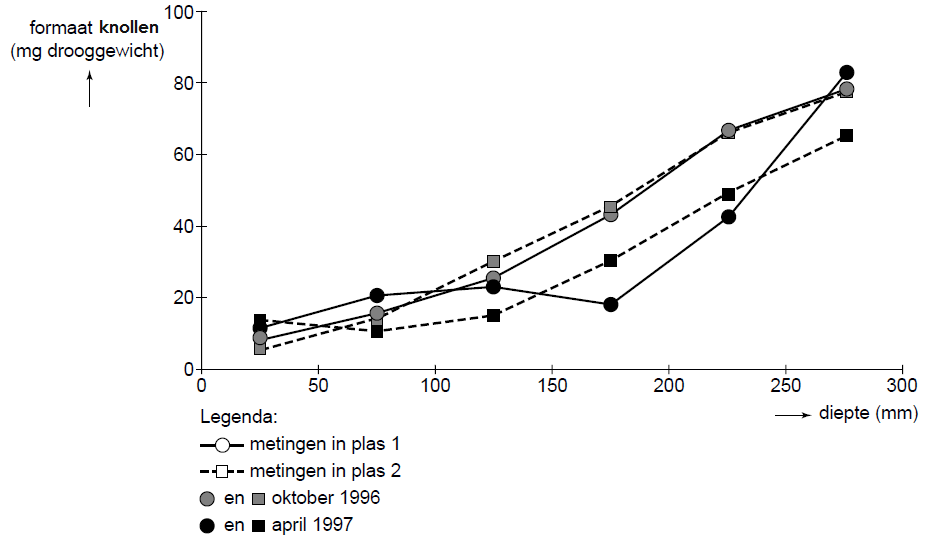 formaat knollen
(mg drooggewicht)
100
80
60
40
20
0
0 50 100 150 200 250 300
diepte (mm)
Legenda:
metingen in plas 1
metingen in plas 2
en oktober 1996
en april 1997